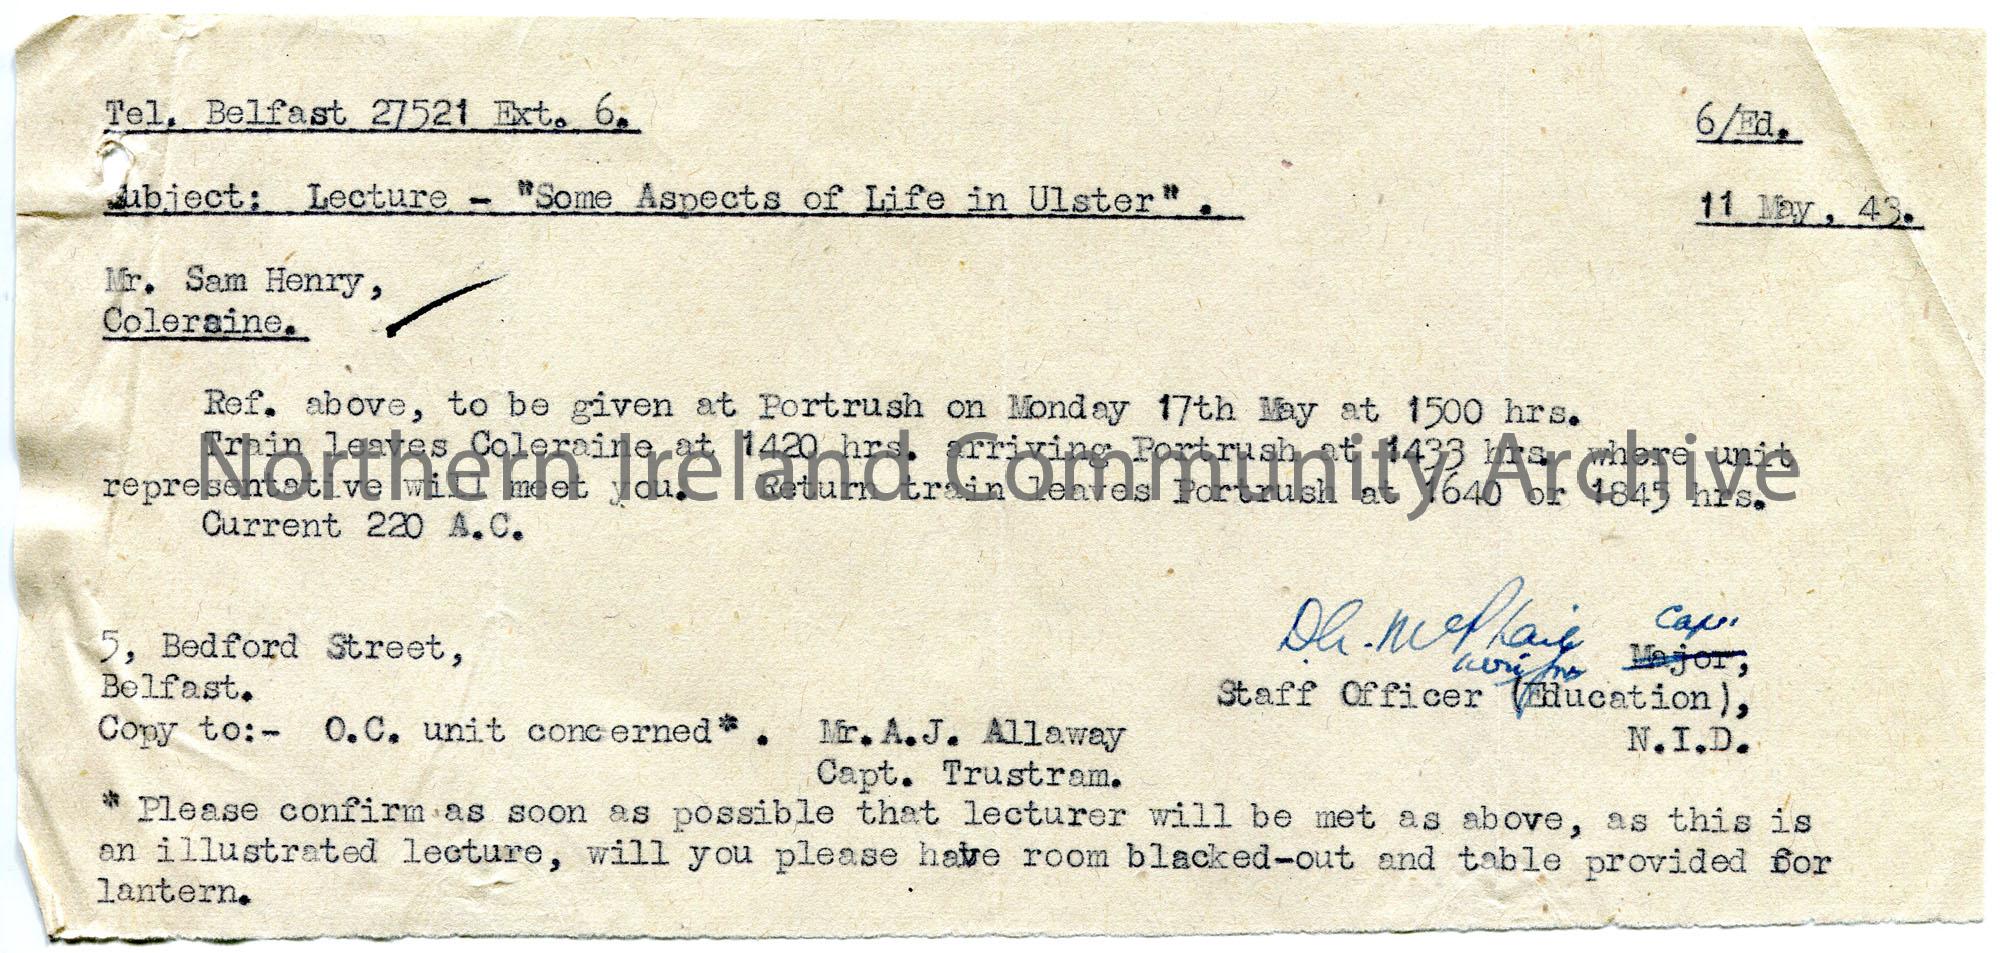 Tel. Belfast 27521 Ext. 6.
6/Ed.
Subject: Lecture - "Some Aspects of Life in Ulster".
11 May, 43.
Mr. Sam Henry,
Coleraine.
Ref. above, to be given at Portrush on Monday 17th May at 1500 hrs.
Train leaves Coleraine at 1420 hrs. arriving Portrush at 1433 hrs. where unit
representative will meet you. Return train leaves Portrush at 1640 or 1845 hrs.
Northern Ireland Community Archive
Current 220 A.C.
Capt.
5, Bedford Street,
Major,
Belfast.
Staff Officer (Education),
Copy to:- O.C. unit concerned*. Mr.A.J. Allaway
N.I.D.
Capt. Trustram.
* Please confirm as soon as possible that lecturer will be met as above, as this is
an illustrated lecture, will you please have room blacked-out and table provided for
lantern.